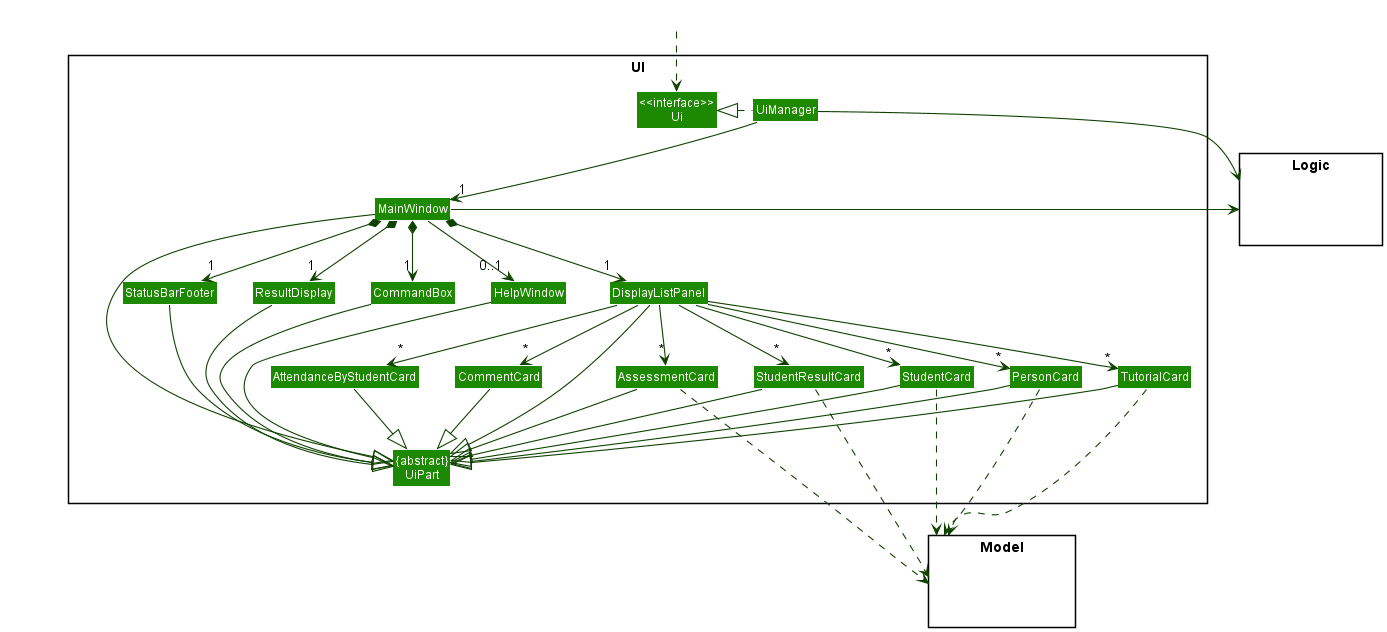 UI
<<interface>>
Ui
UiManager
Logic
1
MainWindow
1
1
1
0..1
1
StatusBarFooter
ResultDisplay
CommandBox
HelpWindow
DisplayListPanel
*
*
*
*
*
*
*
AttendanceByStudentCard
CommentCard
AssessmentCard
StudentResultCard
StudentCard
PersonCard
TutorialCard
{abstract}
UiPart
Model